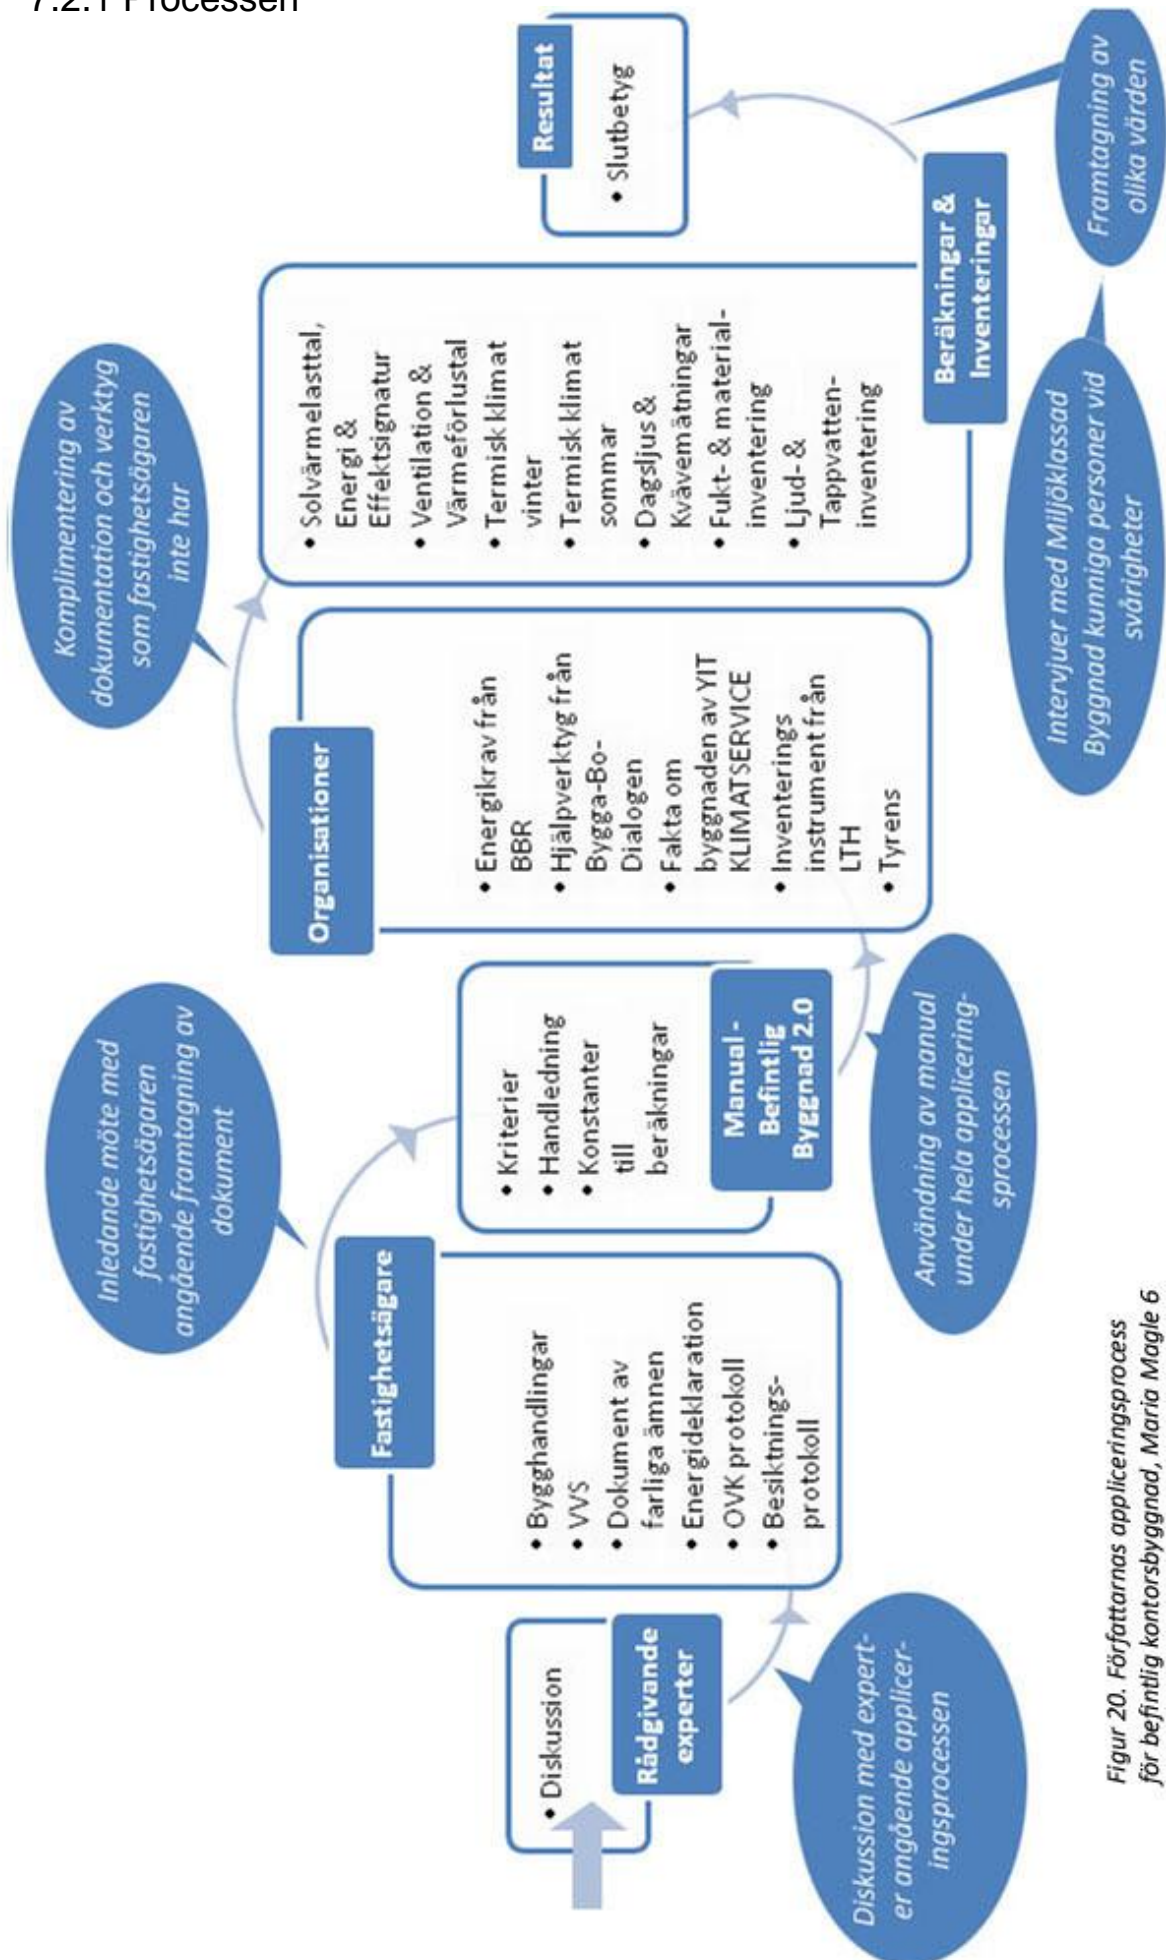 7.2.1 Processen
• Diskussion
Rådgivande
experter
Diskussion med expert-
er angående applicer-
ingsprocessen
Fastighetsägare
• Bygghandlingar
• VVS
• Dokument av
farliga ämnen
• Energideklaration
• OVK protokoll
• Besiktnings-
protokoll
Inledande möte med
fastighetsägaren
angående framtagning av
dokument
• Kriterier
• Handledning
• Konstanter
till
beräkningar
Manual -
Befintlig
Byggnad 2.0
Användning av manual
under hela applicering-
sprocessen
Organisationer
• Energikrav från
BBR
• Hjälpverktyg från
Bygga-Bo-
Dialogen
• Fakta om
byggnaden av YIT
KLIMATSERVICE
• Inventerings
instrument från
LTH
• Tyrens
Komplimentering av
dokumentation och verktyg
som fastighetsägaren
inte har
• Solvärmelasttal,
Energi &
Effektsignatur
• Ventilation &
Värmeförlustal
• Termisk klimat
vinter
• Termisk klimat
sommar
• Dagsljus &
Kvävemätningar
• Fukt- & material-
inventering
• Ljud- &
Tappvatten-
inventering
Beräkningar &
Inventeringar
Intervjuer med Miljöklassad
Byggnad kunniga personer vid
svårigheter
Framtagning av
olika värden
Resultat
• Slutbetyg
Figur 20. Författarnas appliceringsprocess
för befintlig kontorsbyggnad, Maria Magle 6